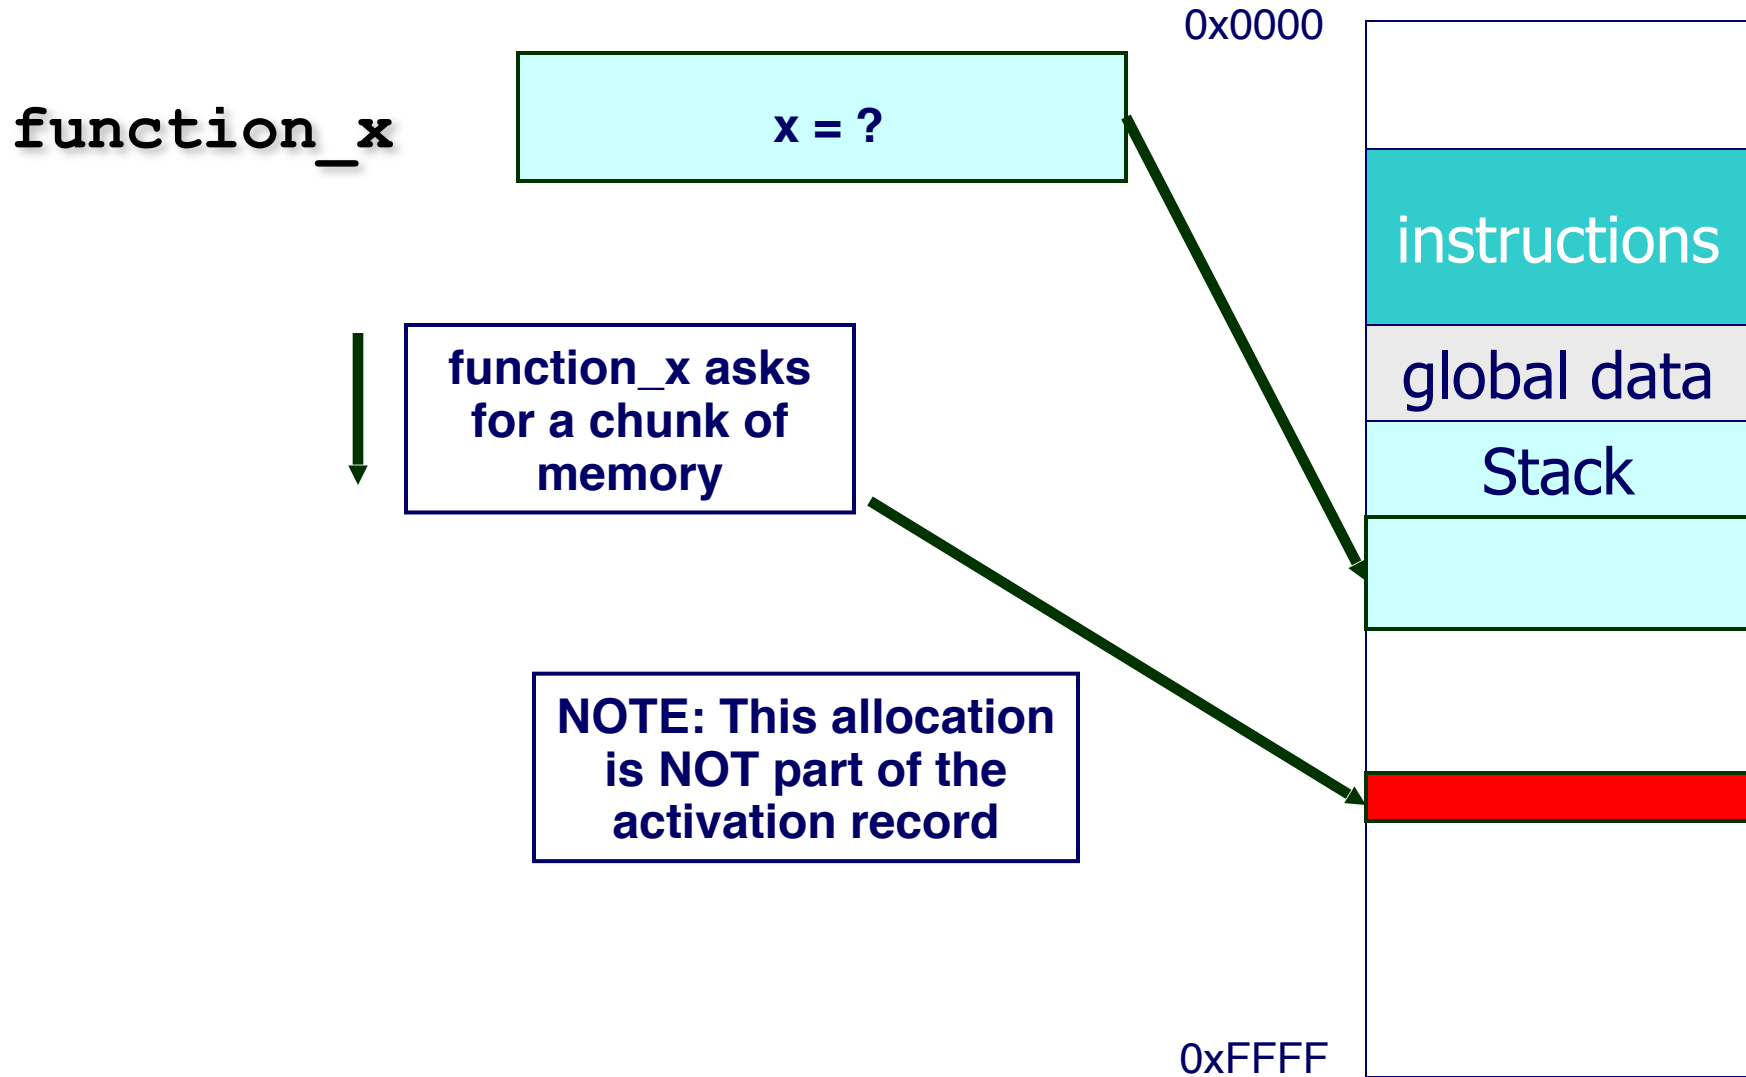 0x0000
function_x
x = ?
instructions
function_x asks
for a chunk of
memory
global data
Stack
NOTE: This allocation
is NOT part of the
activation record
0xFFFF